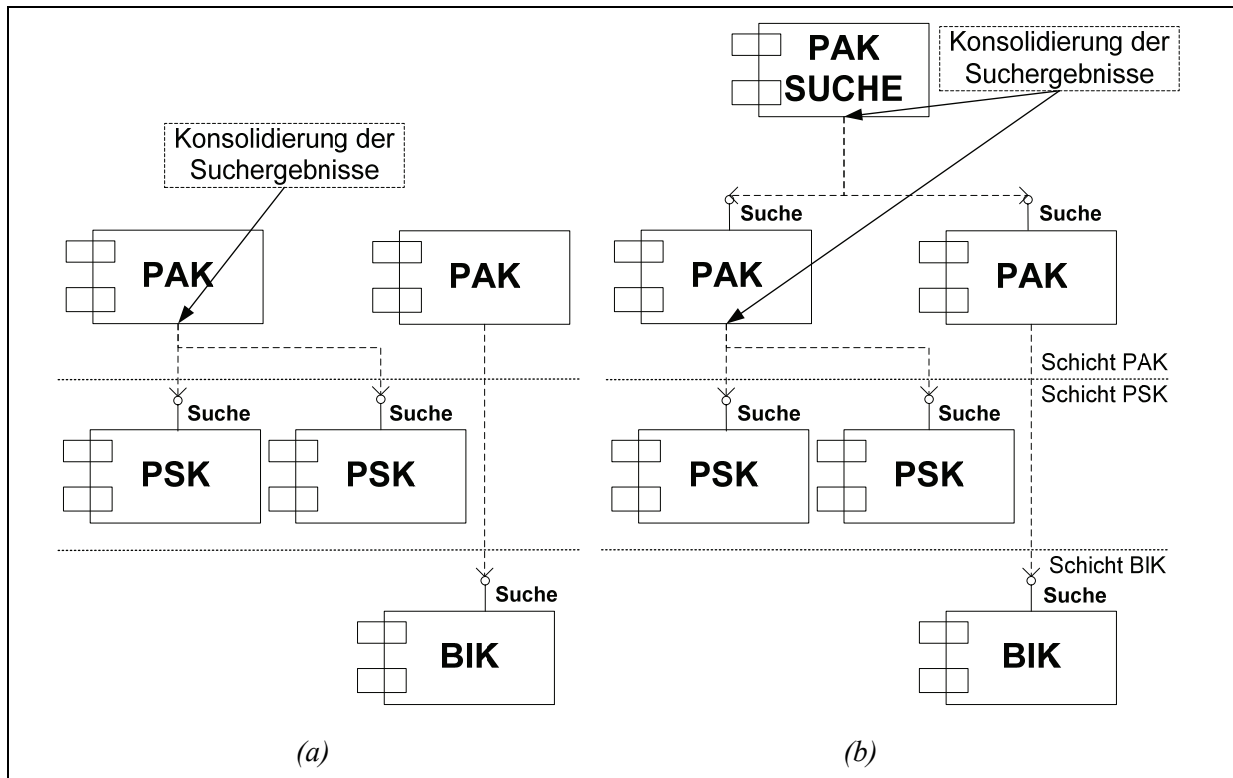 Konsolidierung der
Suchergebnisse
PAK
PAK
Suche
Suche
PSK
PSK
Suche
BIK
(a)
PAK
SUCHE
Konsolidierung der
Suchergebnisse
Suche
Suche
PAK
PAK
Schicht PAK
Schicht PSK
Suche
Suche
PSK
PSK
Schicht BIK
Suche
BIK
(b)